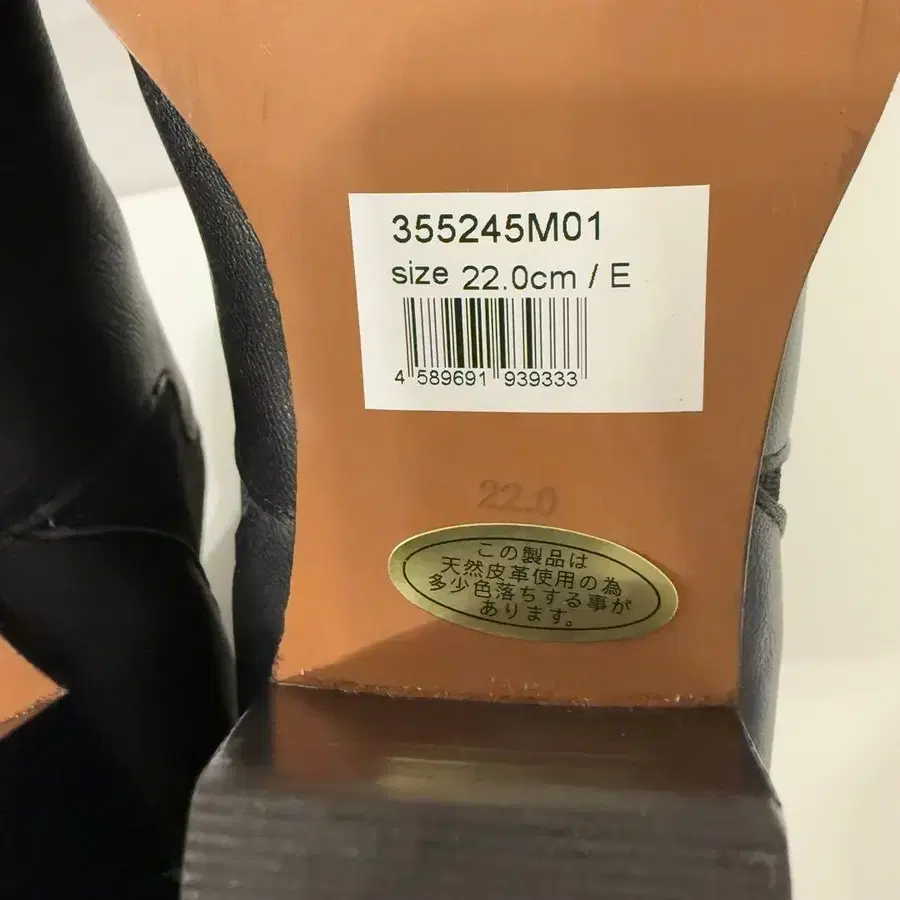 355245M01
size 22.0cm / E
4 589691 939333
22.0
この製品は
天然皮革使用の為
多少色落ちする事が
あります。